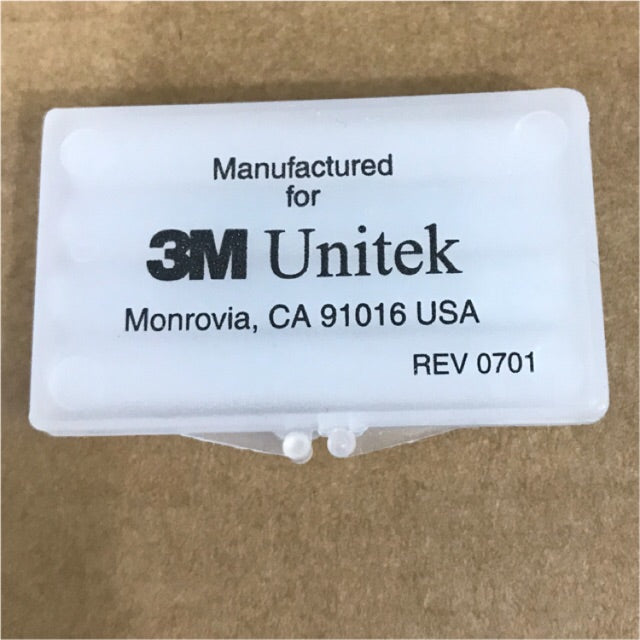 Manufactured
for
3M Unitek
Monrovia, CA 91016 USA
REV 0701